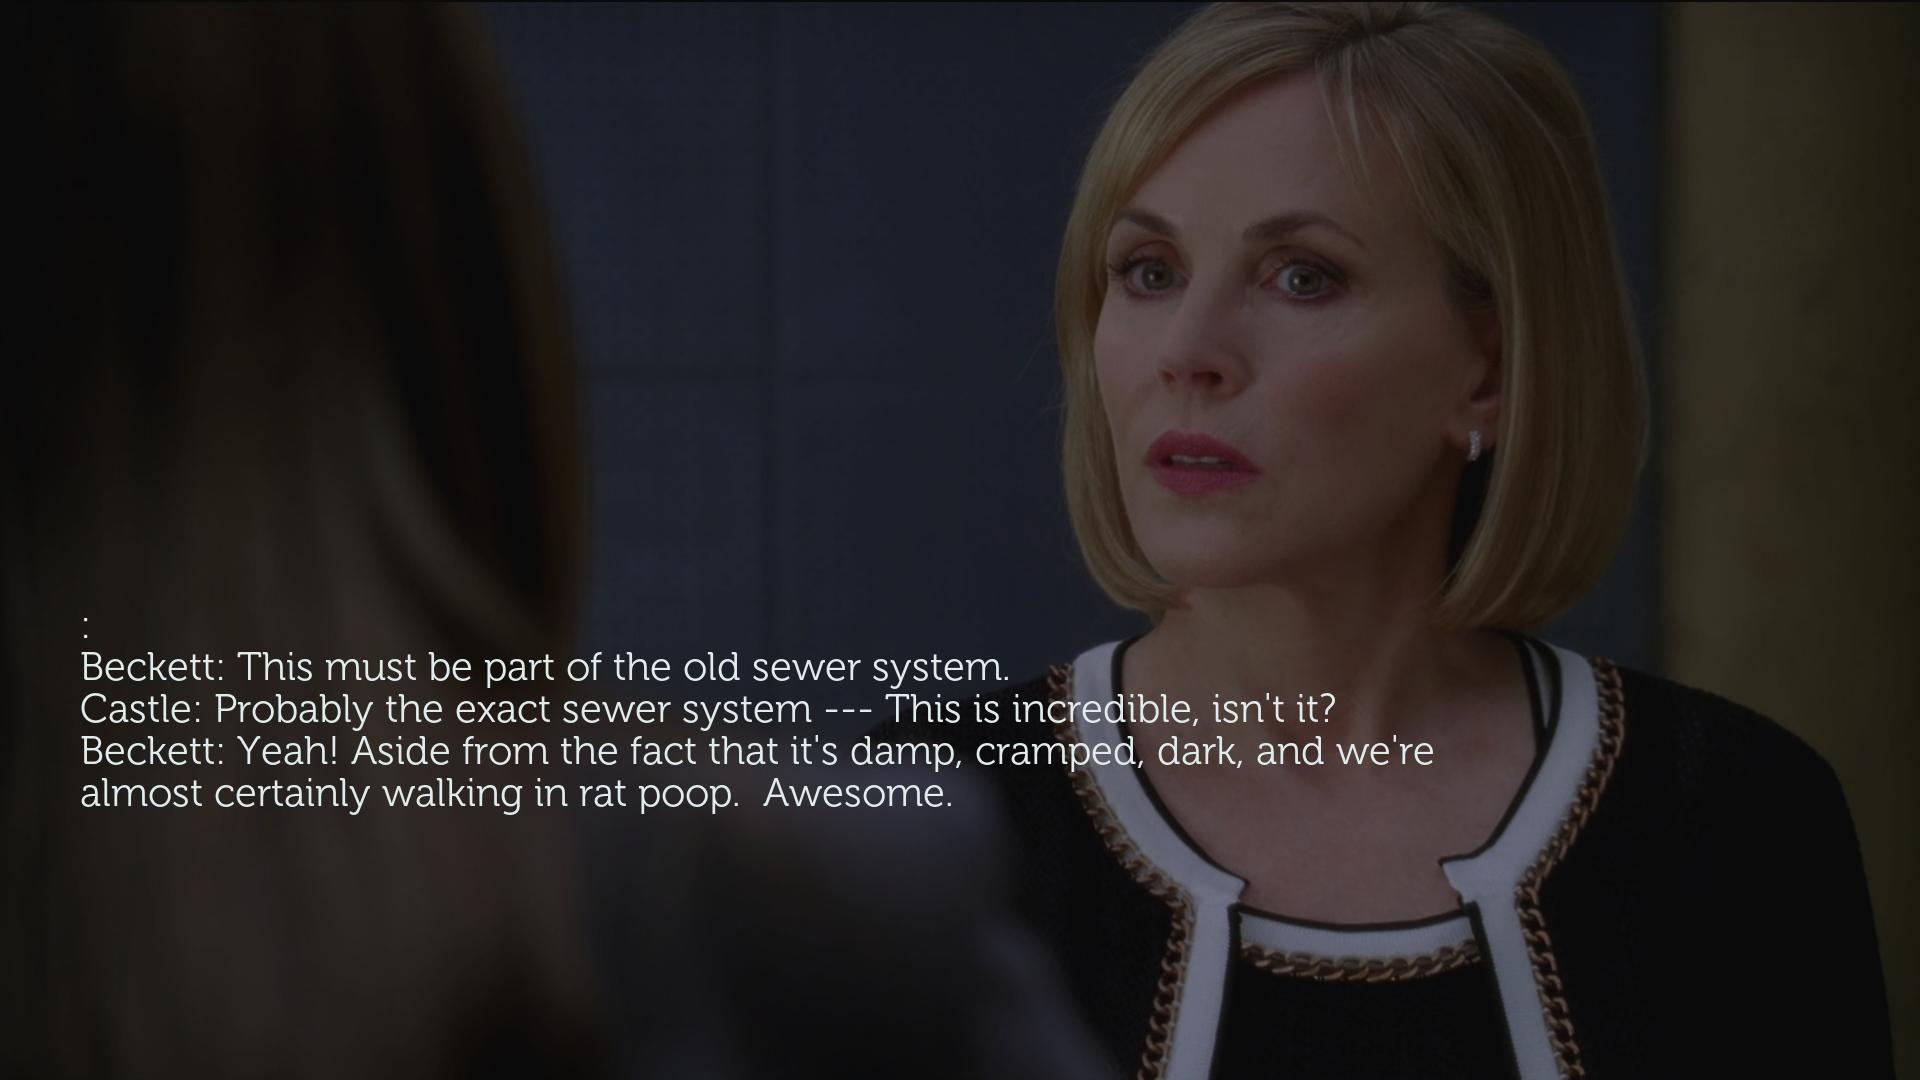 :
Beckett: This must be part of the old sewer system.
Castle: Probably the exact sewer system --- This is incredible, isn't it?
Beckett: Yeah! Aside from the fact that it's damp, cramped, dark, and we're
almost certainly walking in rat poop.  Awesome.